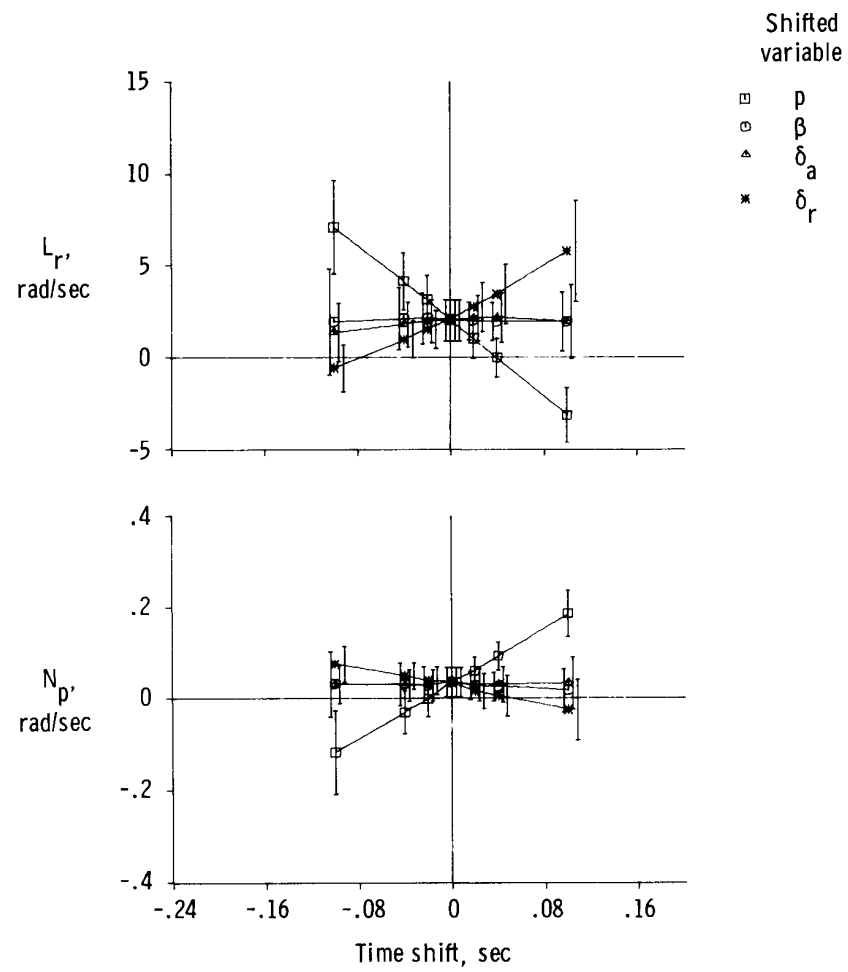 Shifted
variable
p
β
δa
δr
15
10
5
0
-5
Lr,
rad/sec
.4
.2
0
-.2
-.4
Np,
rad/sec
-.24 -.16 -.08 0 .08 .16
Time shift, sec